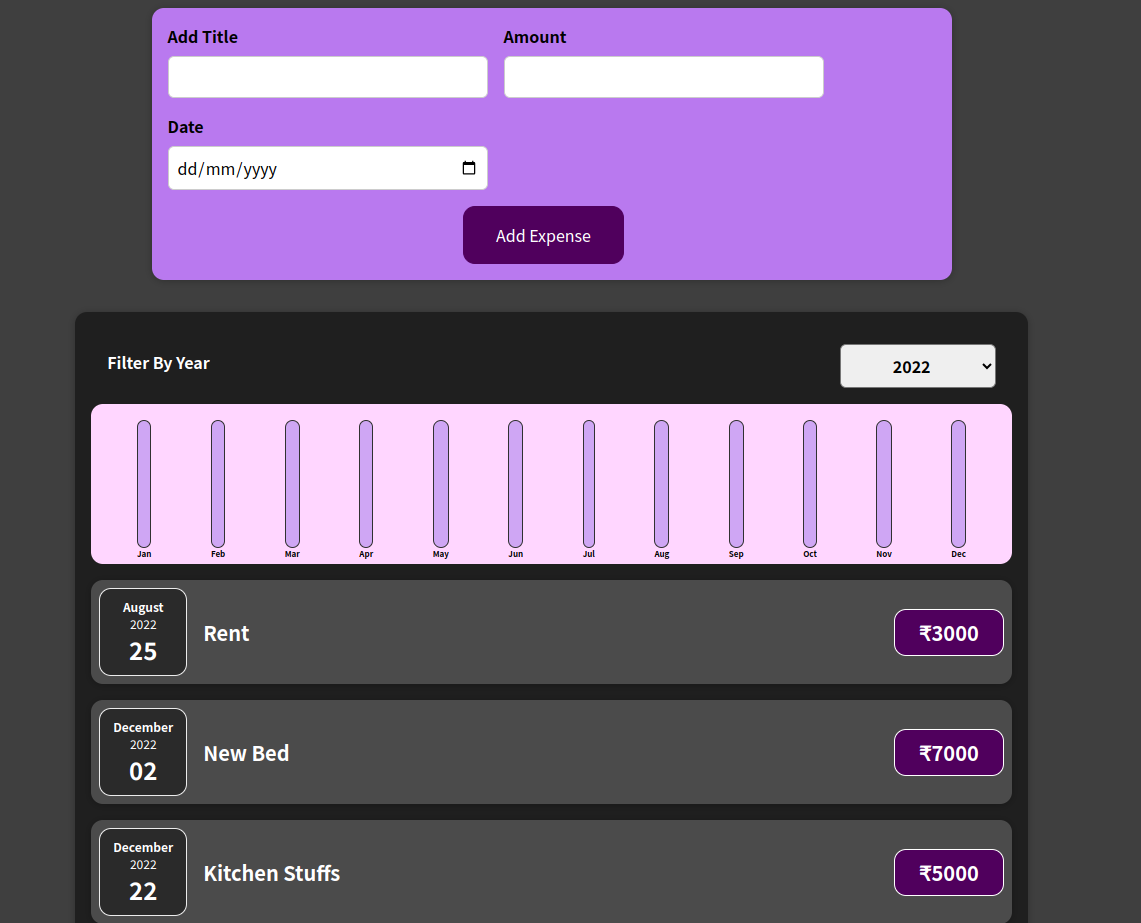 Add Title Amount
Date
dd/mm/yyyy
Add Expense
Filter By Year 2022
Jan Feb Mar Apr May Jun Jul Aug Sep Oct Nov Dec
August
2022
25
Rent
₹3000
December
2022
02
New Bed
₹7000
December
2022
22
Kitchen Stuffs
₹5000